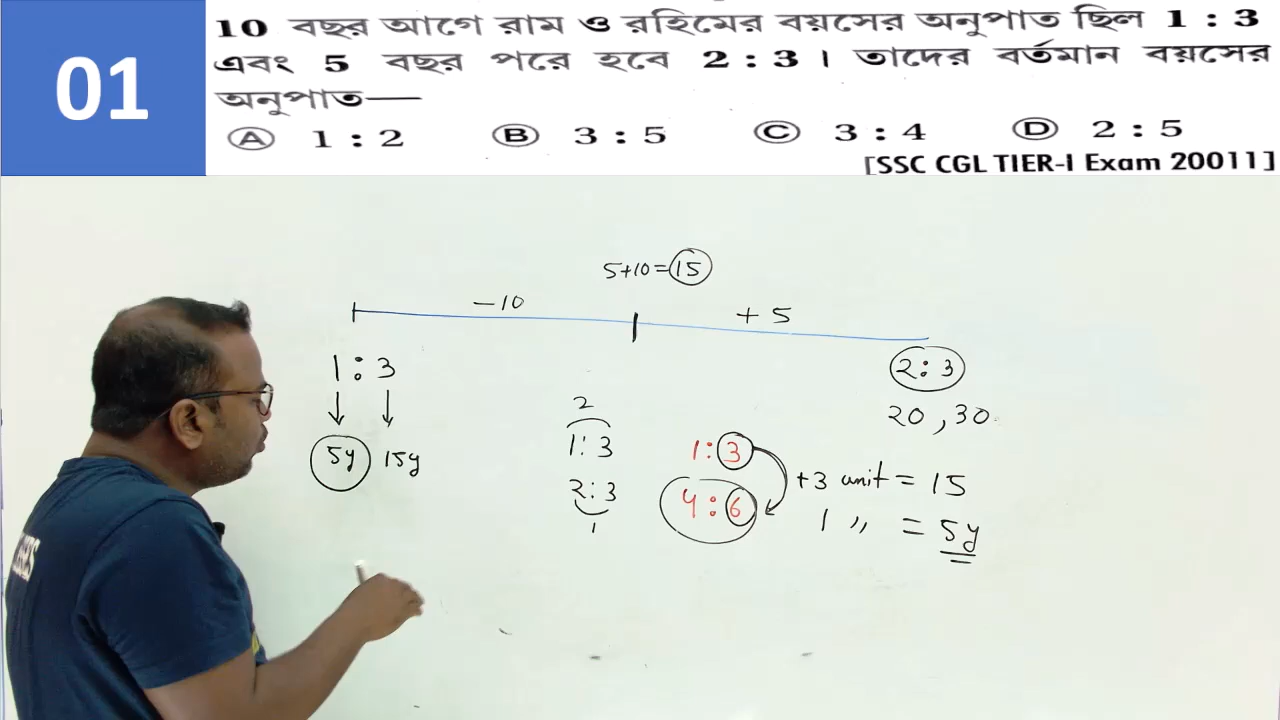 01
10 বছর আগে রাম ও রহিমের বয়সের অনুপাত ছিল 1 : 3
এবং 5 বছর পরে হবে 2 : 3 । তাদের বর্তমান বয়সের
অনুপাত—
Ⓐ 1 : 2 Ⓑ 3 : 5 Ⓒ 3 : 4 Ⓓ 2 : 5
[SSC CGL TIER-I Exam 20011]
5+10=15
-10 +5
1:3 2:3
20,30
5y 15y
2
1:3
2:3
1
1:3
4:6
+3 unit = 15
1 " = 5y